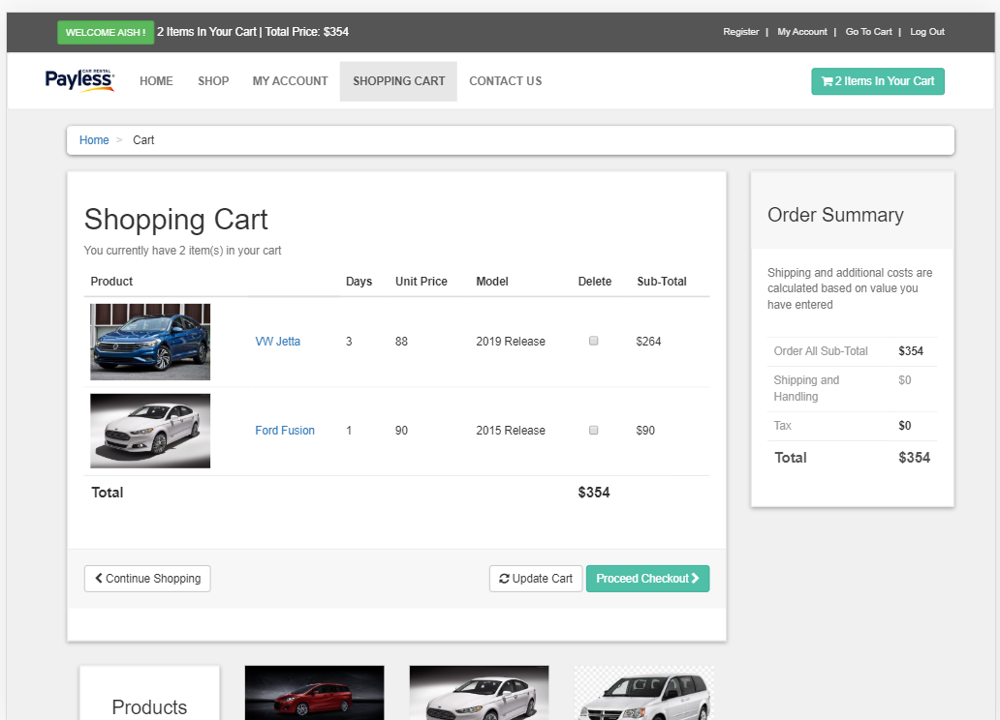 WELCOME AISH ! 2 Items In Your Cart | Total Price: $354
Register | My Account | Go To Cart | Log Out
Payless CAR RENTAL
HOME SHOP MY ACCOUNT SHOPPING CART CONTACT US
2 Items In Your Cart
Home > Cart
Shopping Cart
You currently have 2 item(s) in your cart
Product Days Unit Price Model Delete Sub-Total
VW Jetta 3 88 2019 Release $264
Ford Fusion 1 90 2015 Release $90
Total $354
Continue Shopping Update Cart Proceed Checkout
Order Summary
Shipping and additional costs are
calculated based on value you
have entered
Order All Sub-Total $354
Shipping and $0
Handling
Tax $0
Total $354
Products